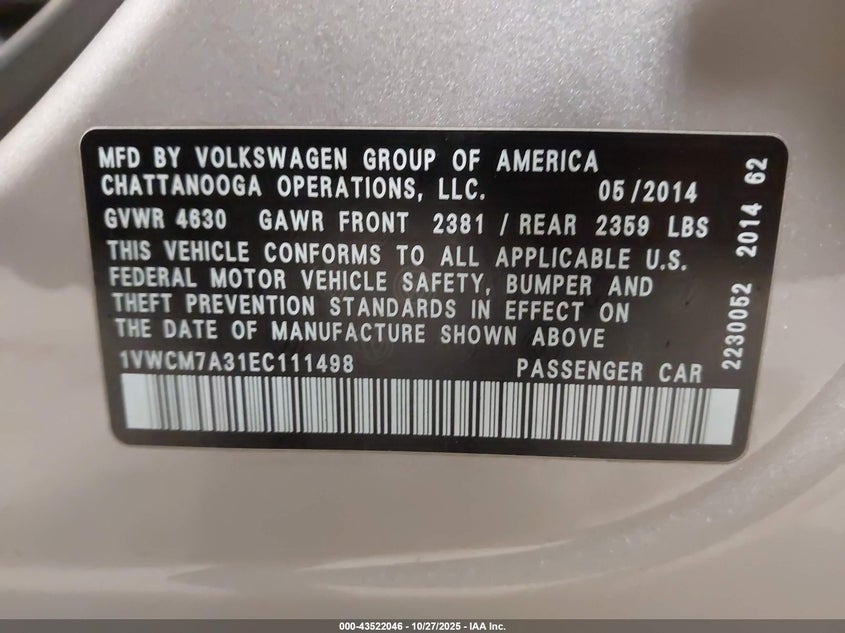 MFD BY VOLKSWAGEN GROUP OF AMERICA
CHATTANOOGA OPERATIONS, LLC. 05/2014
GVWR 4630 GAWR FRONT 2381 / REAR 2359 LBS
THIS VEHICLE CONFORMS TO ALL APPLICABLE U.S.
FEDERAL MOTOR VEHICLE SAFETY, BUMPER AND
THEFT PREVENTION STANDARDS IN EFFECT ON
THE DATE OF MANUFACTURE SHOWN ABOVE
1VWCM7A31EC111498 PASSENGER CAR
2230052 2014 62
000-43522046 - 10/27/2025 - IAA Inc.